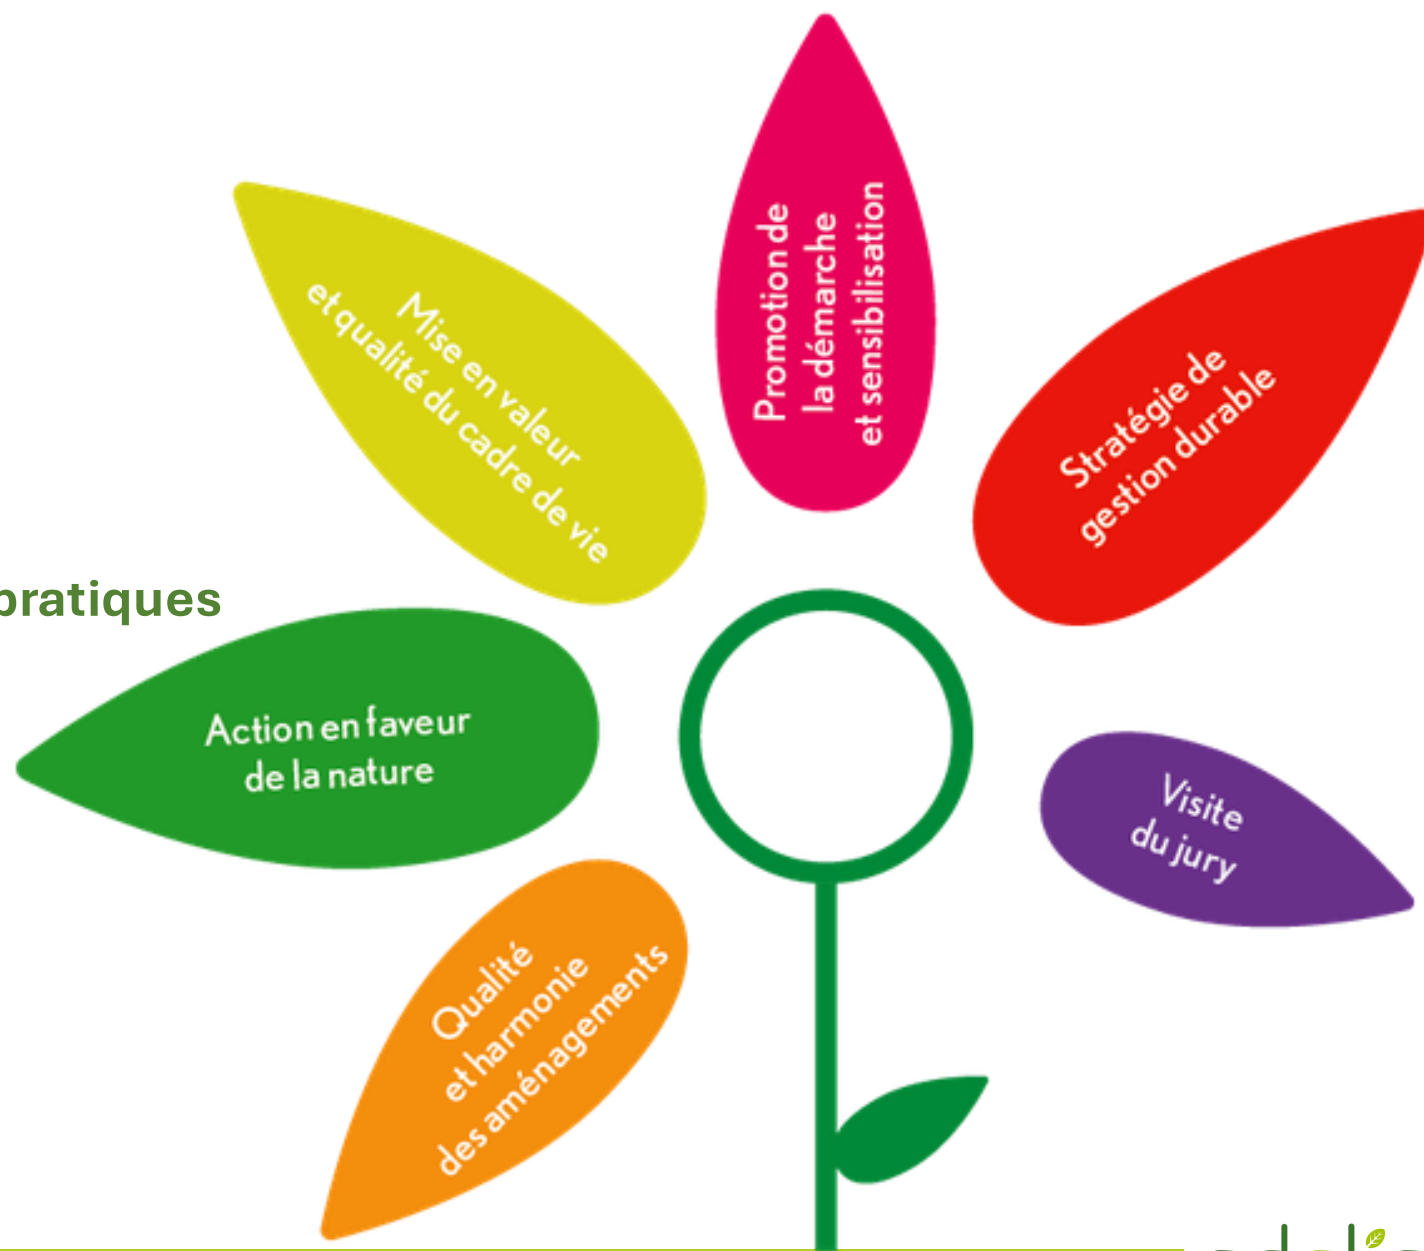 Promotion de
la démarche
et sensibilisation
Mise en valeur
et qualité du cadre de vie
Stratégie de
gestion durable
pratiques
Action en faveur
de la nature
Visite
du jury
Qualité
et harmonie
des aménagements